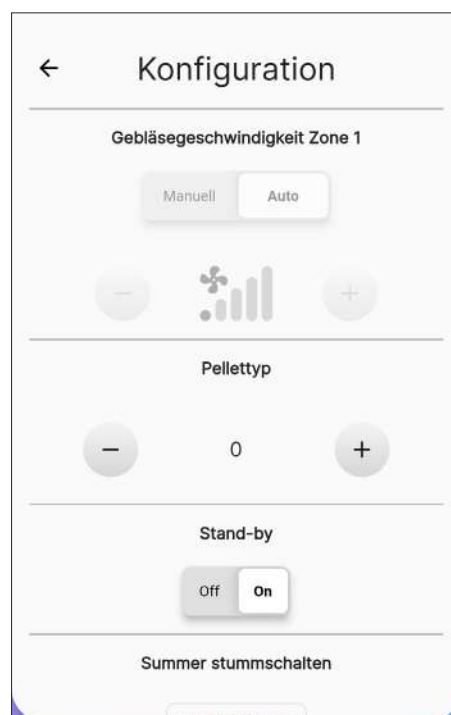 Konfiguration
Gebläsegeschwindigkeit Zone 1
Manuell Auto
Pellettyp
0
Stand-by
Off On
Summer stummschalten